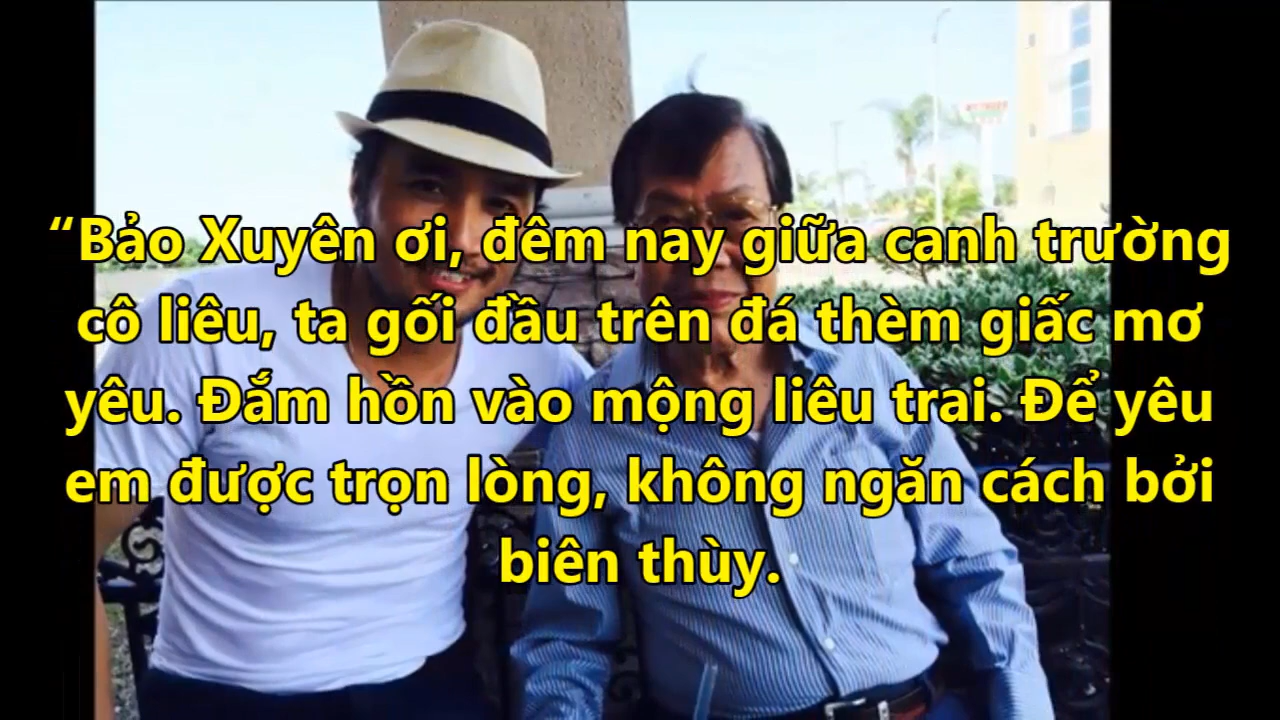 “Bảo Xuyên ơi, đêm nay giữa canh trường
cô liêu, ta gối đầu trên đá thèm giấc mơ
yêu. Đắm hồn vào mộng liêu trai. Để yêu
em được trọn lòng, không ngăn cách bởi
biên thùy.